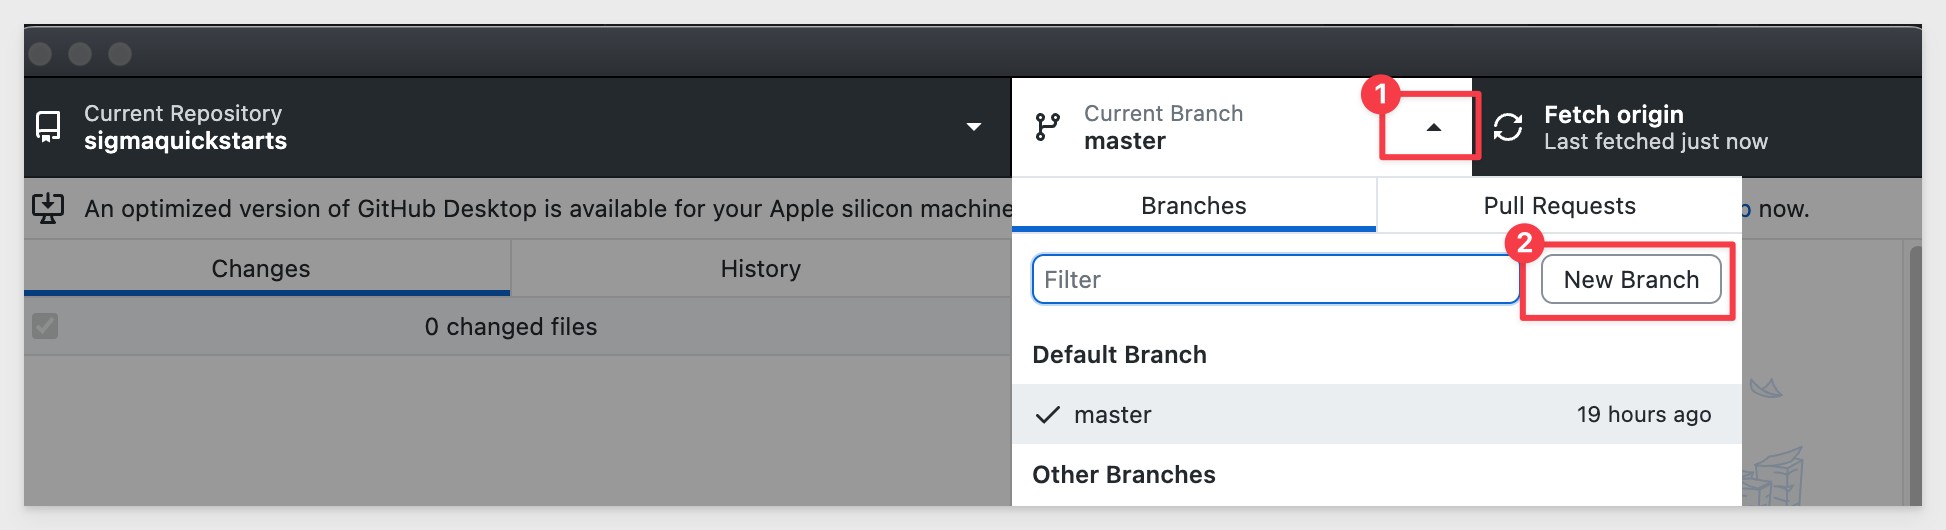 Current Repository
sigmaquickstarts
Current Branch
master
1
Fetch origin
Last fetched just now
An optimized version of GitHub Desktop is available for your Apple silicon machine
now.
Branches
Pull Requests
Changes
History
Filter
2
New Branch
0 changed files
Default Branch
master
19 hours ago
Other Branches